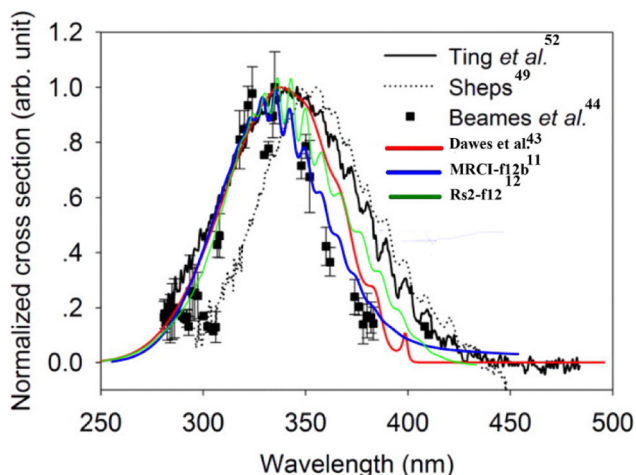 Normalized cross section (arb. unit)
1.2
1.0
.8
.6
.4
.2
0.0
250
300
350
400
450
500
Wavelength (nm)
Ting et al.52
Sheps49
Beames et al.44
Dawes et al.43
MRCI-f12b11
Rs2-f1212